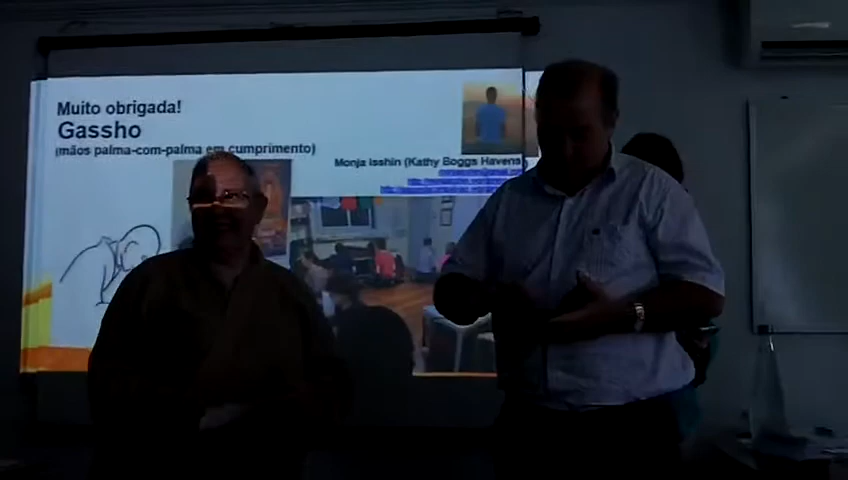 Muito obrigada!
Gassho
(mãos palma-com-palma em cumprimento)
Monja Isshin (Kathy Boggs Havens)